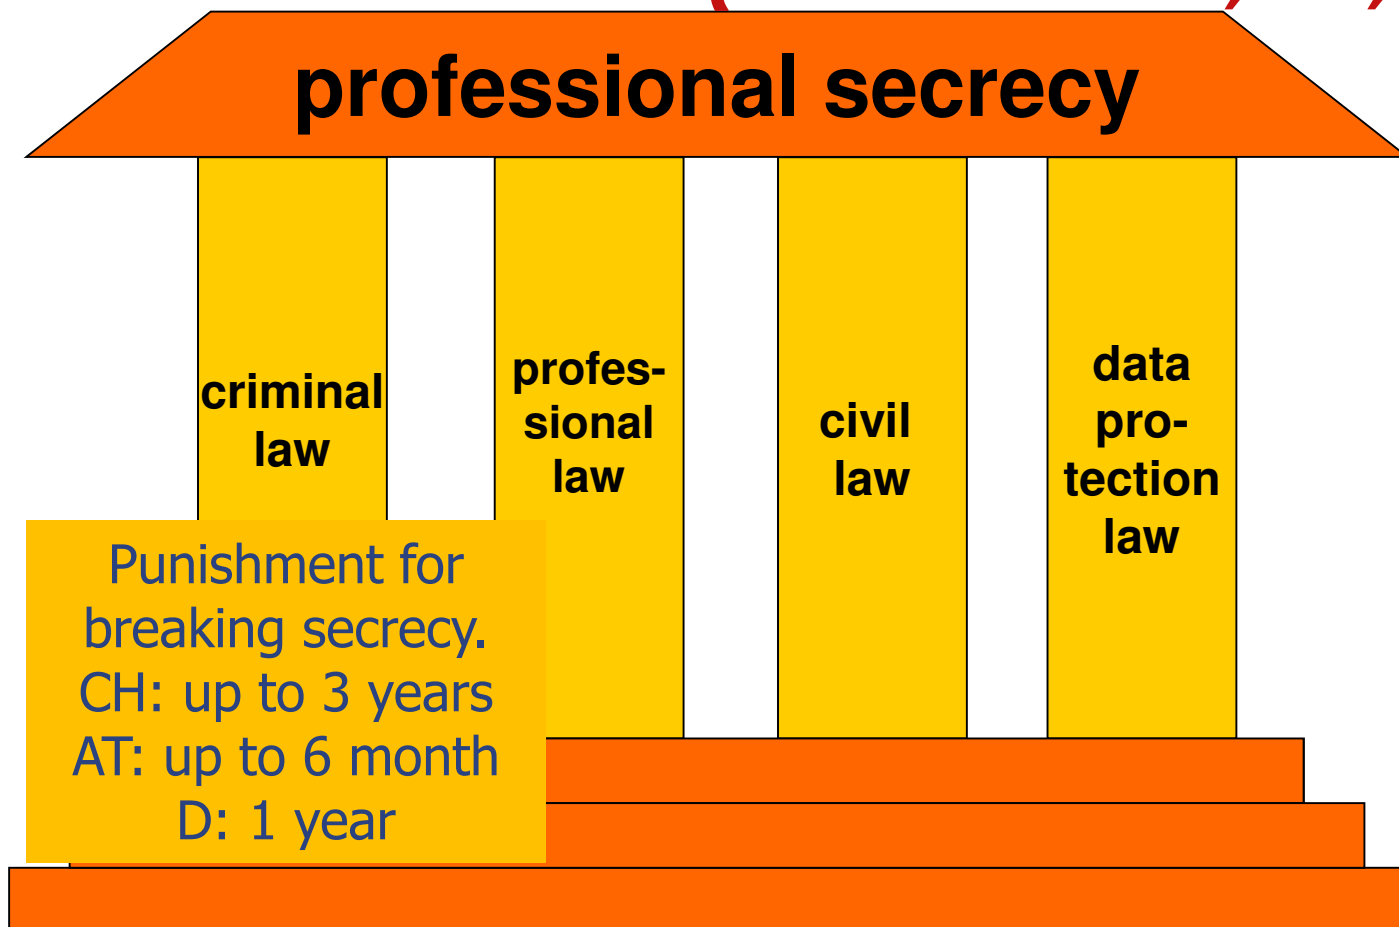 professional secrecy
criminal
law
profes-
sional
law
civil
law
data
pro-
tection
law
Punishment for
breaking secrecy.
CH: up to 3 years
AT: up to 6 month
D: 1 year